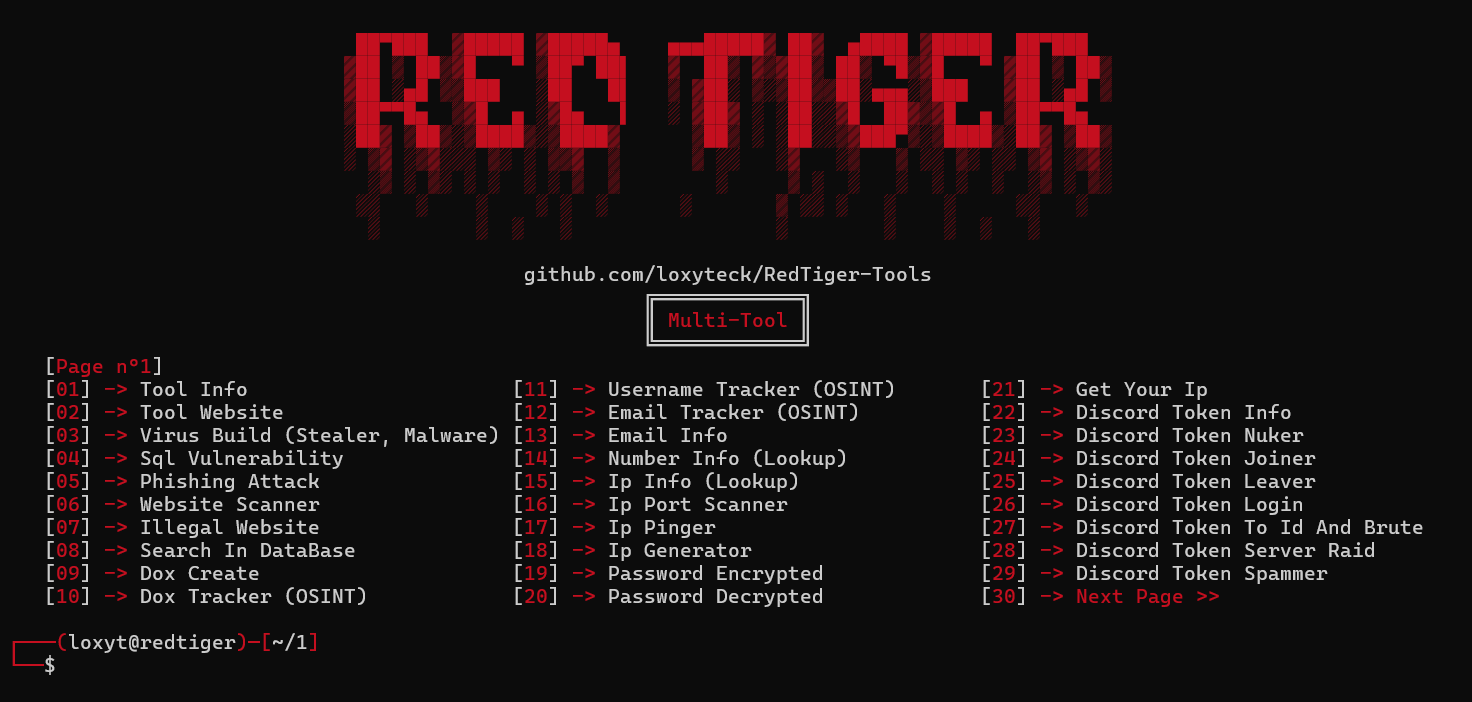 RED TIGER
github.com/loxyteck/RedTiger-Tools
Multi-Tool
[Page n°1]
[01] -> Tool Info [11] -> Username Tracker (OSINT) [21] -> Get Your Ip
[02] -> Tool Website [12] -> Email Tracker (OSINT) [22] -> Discord Token Info
[03] -> Virus Build (Stealer, Malware) [13] -> Email Info [23] -> Discord Token Nuker
[04] -> Sql Vulnerability [14] -> Number Info (Lookup) [24] -> Discord Token Joiner
[05] -> Phishing Attack [15] -> Ip Info (Lookup) [25] -> Discord Token Leaver
[06] -> Website Scanner [16] -> Ip Port Scanner [26] -> Discord Token Login
[07] -> Illegal Website [17] -> Ip Pinger [27] -> Discord Token To Id And Brute
[08] -> Search In DataBase [18] -> Ip Generator [28] -> Discord Token Server Raid
[09] -> Dox Create [19] -> Password Encrypted [29] -> Discord Token Spammer
[10] -> Dox Tracker (OSINT) [20] -> Password Decrypted [30] -> Next Page >>
┌───(loxyt@redtiger)-[~/1]
└──$